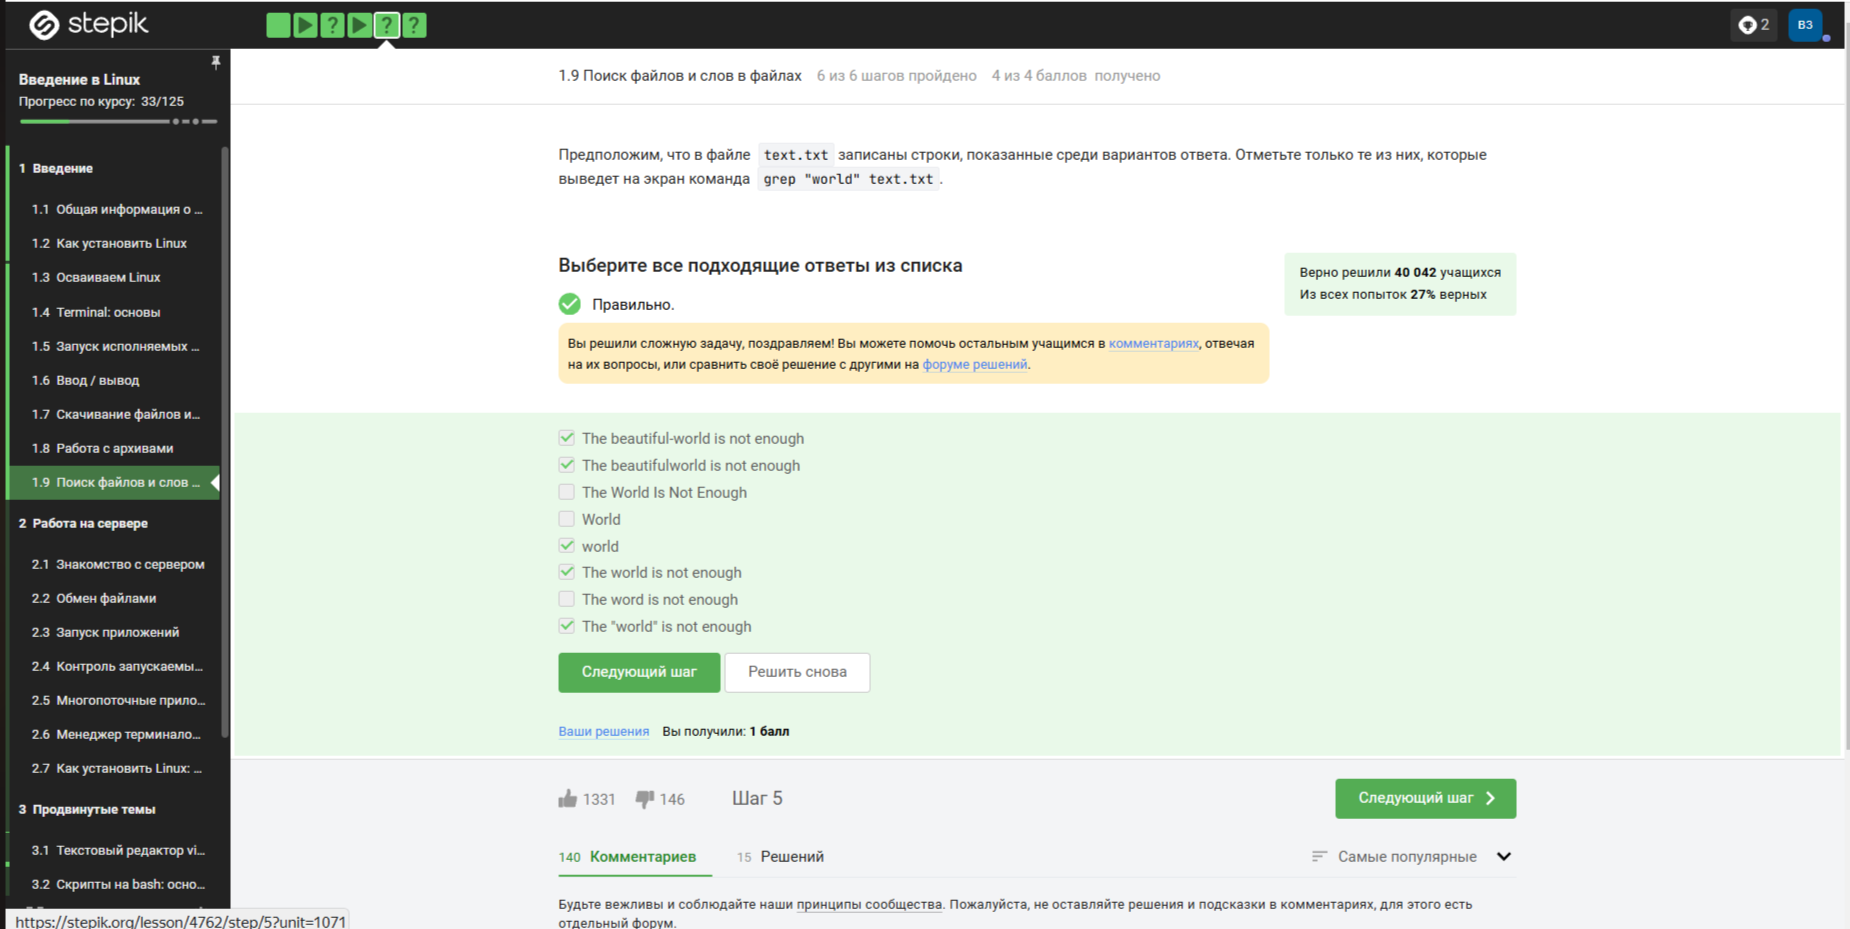 stepik
2
ВЗ
Введение в Linux
Прогресс по курсу: 33/125
1 Введение
1.1 Общая информация о ...
1.2 Как установить Linux
1.3 Осваиваем Linux
1.4 Terminal: основы
1.5 Запуск исполняемых ...
1.6 Ввод / вывод
1.7 Скачивание файлов и...
1.8 Работа с архивами
1.9 Поиск файлов и слов ...
2 Работа на сервере
2.1 Знакомство с сервером
2.2 Обмен файлами
2.3 Запуск приложений
2.4 Контроль запускаемы...
2.5 Многопоточные прило...
2.6 Менеджер терминало...
2.7 Как установить Linux: ...
3 Продвинутые темы
3.1 Текстовый редактор vi...
3.2 Скрипты на bash: осно...
https://stepik.org/lesson/4762/step/5?unit=1071
1.9 Поиск файлов и слов в файлах 6 из 6 шагов пройдено 4 из 4 баллов получено
Предположим, что в файле text.txt записаны строки, показанные среди вариантов ответа. Отметьте только те из них, которые
выведет на экран команда grep "world" text.txt .
Выберите все подходящие ответы из списка
Верно решили 40 042 учащихся
Из всех попыток 27% верных
Правильно.
Вы решили сложную задачу, поздравляем! Вы можете помочь остальным учащимся в комментариях, отвечая
на их вопросы, или сравнить своё решение с другими на форуме решений.
The beautiful-world is not enough
The beautifulworld is not enough
The World Is Not Enough
World
world
The world is not enough
The word is not enough
The "world" is not enough
Следующий шаг Решить снова
Ваши решения Вы получили: 1 балл
1331 146 Шаг 5 Следующий шаг
140 Комментариев 15 Решений Самые популярные
Будьте вежливы и соблюдайте наши принципы сообщества. Пожалуйста, не оставляйте решения и подсказки в комментариях, для этого есть
отдельный форум.